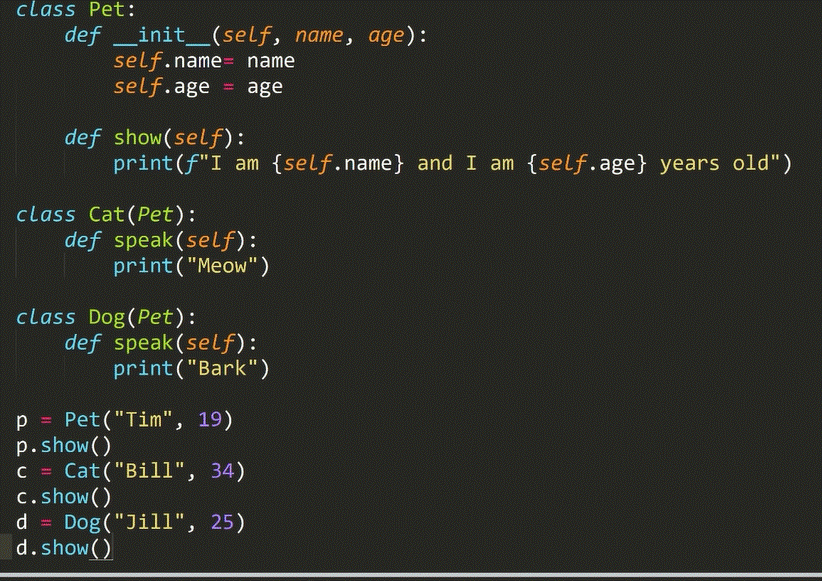 class Pet:
    def __init__(self, name, age):
        self.name= name
        self.age = age

    def show(self):
        print(f"I am {self.name} and I am {self.age} years old")

class Cat(Pet):
    def speak(self):
        print("Meow")

class Dog(Pet):
    def speak(self):
        print("Bark")

p = Pet("Tim", 19)
p.show()
c = Cat("Bill", 34)
c.show()
d = Dog("Jill", 25)
d.show()